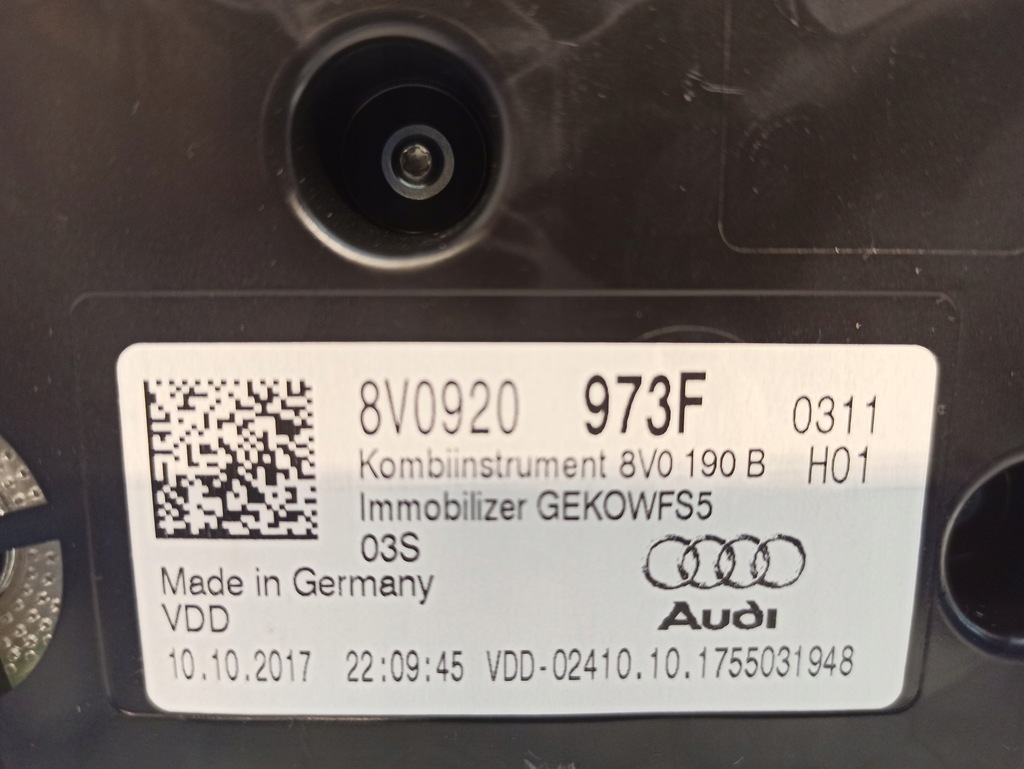 8V0920 973F 0311
Kombiinstrument 8V0 190 B H01
Immobilizer GEKOWFS5
03S
Made in Germany
VDD
Audi
10.10.2017 22:09:45 VDD-02410.10.1755031948